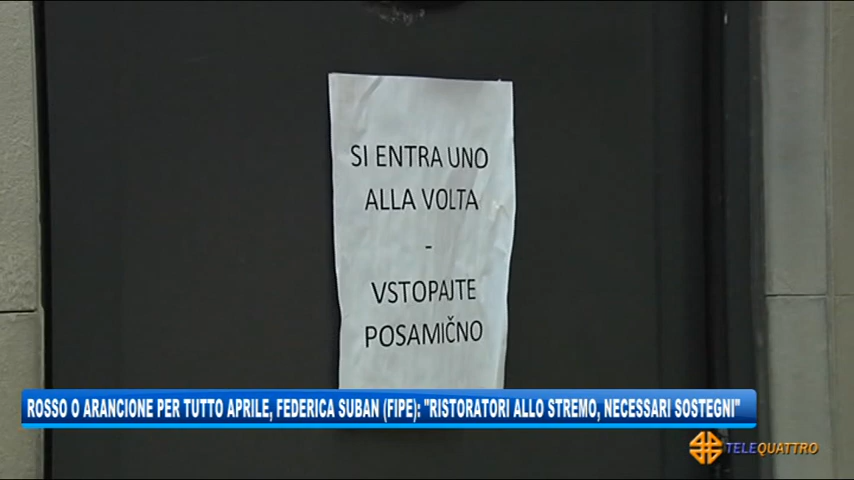 SI ENTRA UNO
ALLA VOLTA
-
VSTOPAJTE
POSAMIČNO
ROSSO O ARANCIONE PER TUTTO APRILE, FEDERICA SUBAN (FIPE): "RISTORATORI ALLO STREMO, NECESSARI SOSTEGNI"
TELEQUATTRO